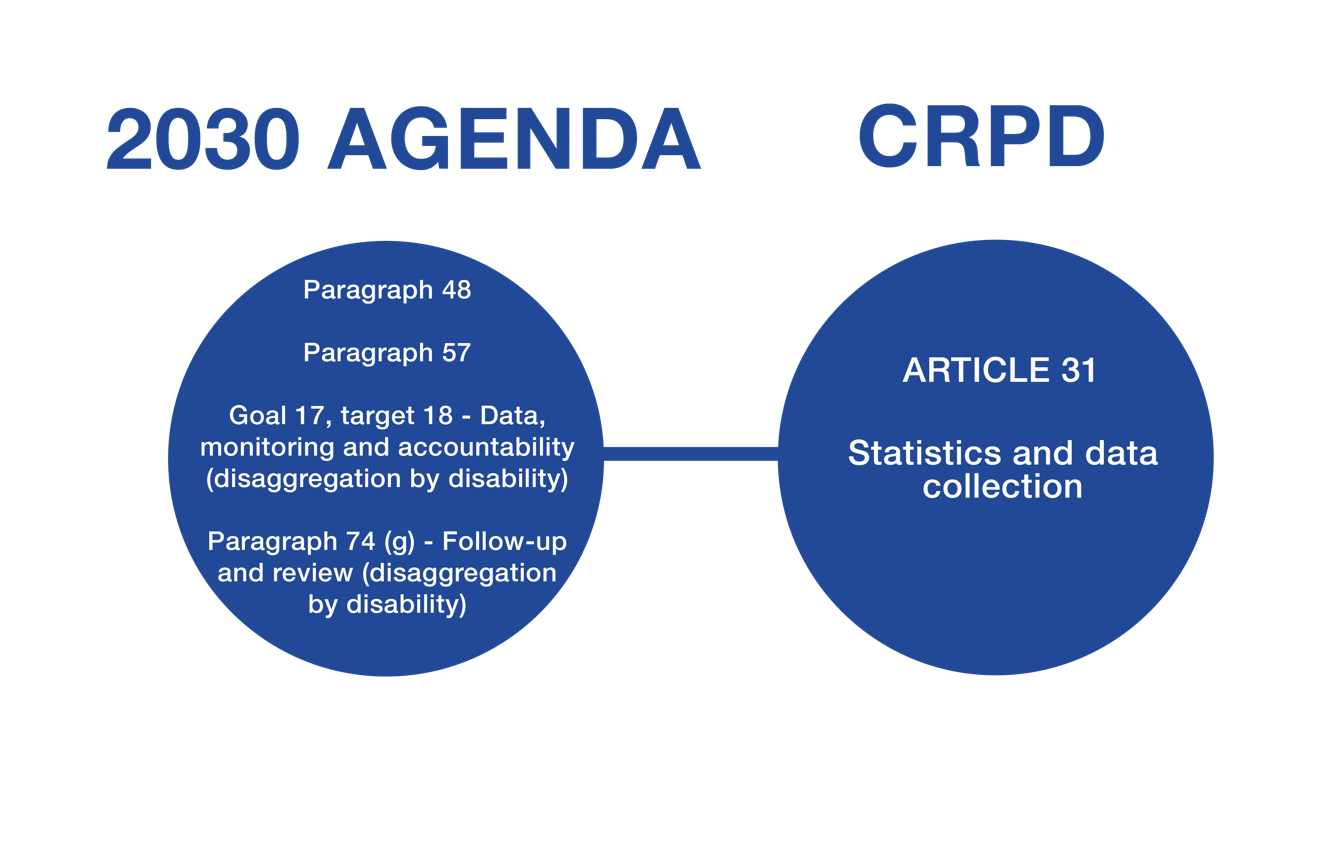 2030 AGENDA
CRPD
Paragraph 48
Paragraph 57
Goal 17, target 18 - Data,
monitoring and accountability
(disaggregation by disability)
Paragraph 74 (g) - Follow-up
and review (disaggregation
by disability)
ARTICLE 31
Statistics and data
collection